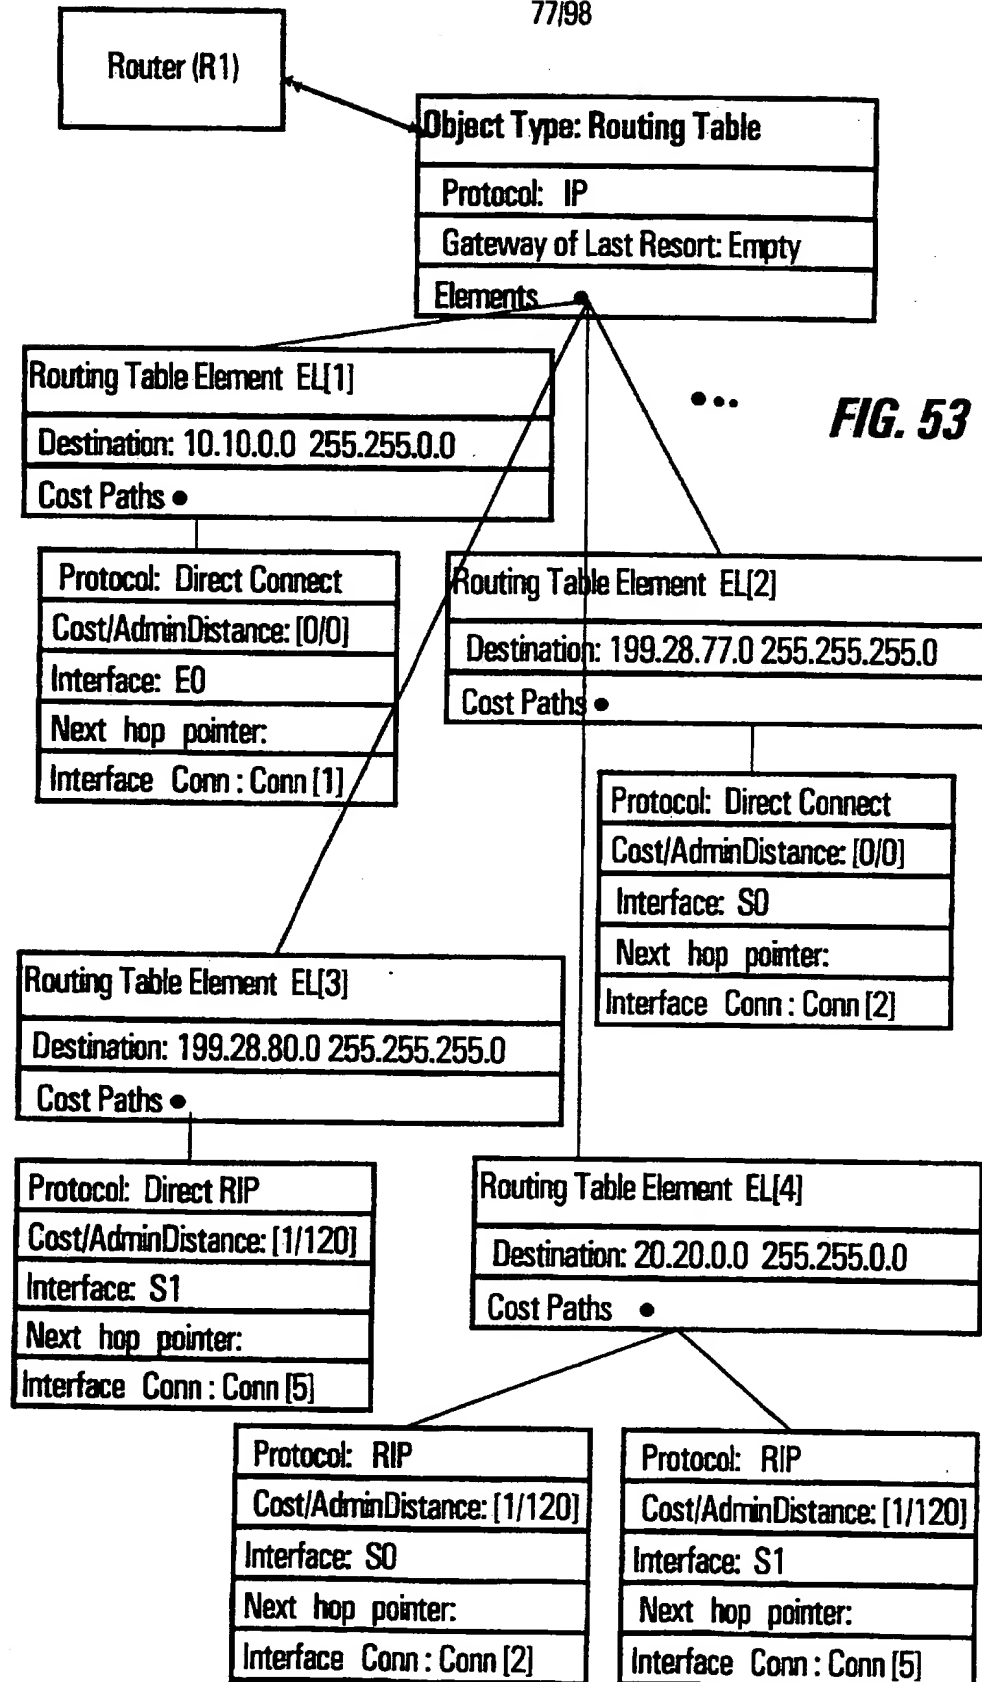 77/98
Router (R1)
Object Type: Routing Table
Protocol: IP
Gateway of Last Resort: Empty
Elements
FIG. 53
Routing Table Element EL[1]
Destination: 10.10.0.0 255.255.0.0
Cost Paths
Protocol: Direct Connect
Cost/AdminDistance: [0/0]
Interface: E0
Next hop pointer:
Interface Conn : Conn [1]
Routing Table Element EL[2]
Destination: 199.28.77.0 255.255.255.0
Cost Paths
Protocol: Direct Connect
Cost/AdminDistance: [0/0]
Interface: S0
Next hop pointer:
Interface Conn : Conn [2]
Routing Table Element EL[3]
Destination: 199.28.80.0 255.255.255.0
Cost Paths
Protocol: Direct RIP
Cost/AdminDistance: [1/120]
Interface: S1
Next hop pointer:
Interface Conn : Conn [5]
Routing Table Element EL[4]
Destination: 20.20.0.0 255.255.0.0
Cost Paths
Protocol: RIP
Cost/AdminDistance: [1/120]
Interface: S0
Next hop pointer:
Interface Conn : Conn [2]
Protocol: RIP
Cost/AdminDistance: [1/120]
Interface: S1
Next hop pointer:
Interface Conn : Conn [5]